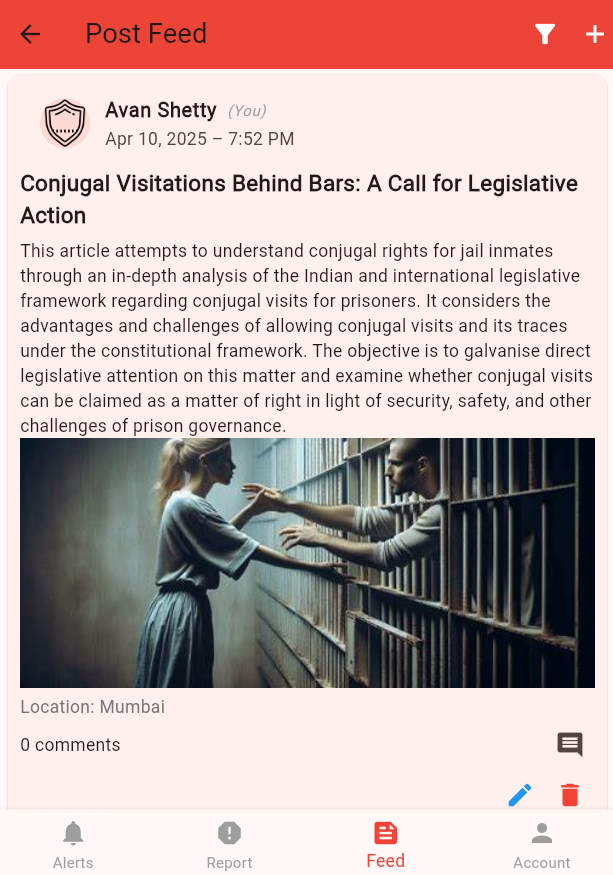 Post Feed
Avan Shetty (You)
Apr 10, 2025 – 7:52 PM
Conjugal Visitations Behind Bars: A Call for Legislative
Action
This article attempts to understand conjugal rights for jail inmates
through an in-depth analysis of the Indian and international legislative
framework regarding conjugal visits for prisoners. It considers the
advantages and challenges of allowing conjugal visits and its traces
under the constitutional framework. The objective is to galvanise direct
legislative attention on this matter and examine whether conjugal visits
can be claimed as a matter of right in light of security, safety, and other
challenges of prison governance.
Location: Mumbai
0 comments
Alerts
Report
Feed
Account